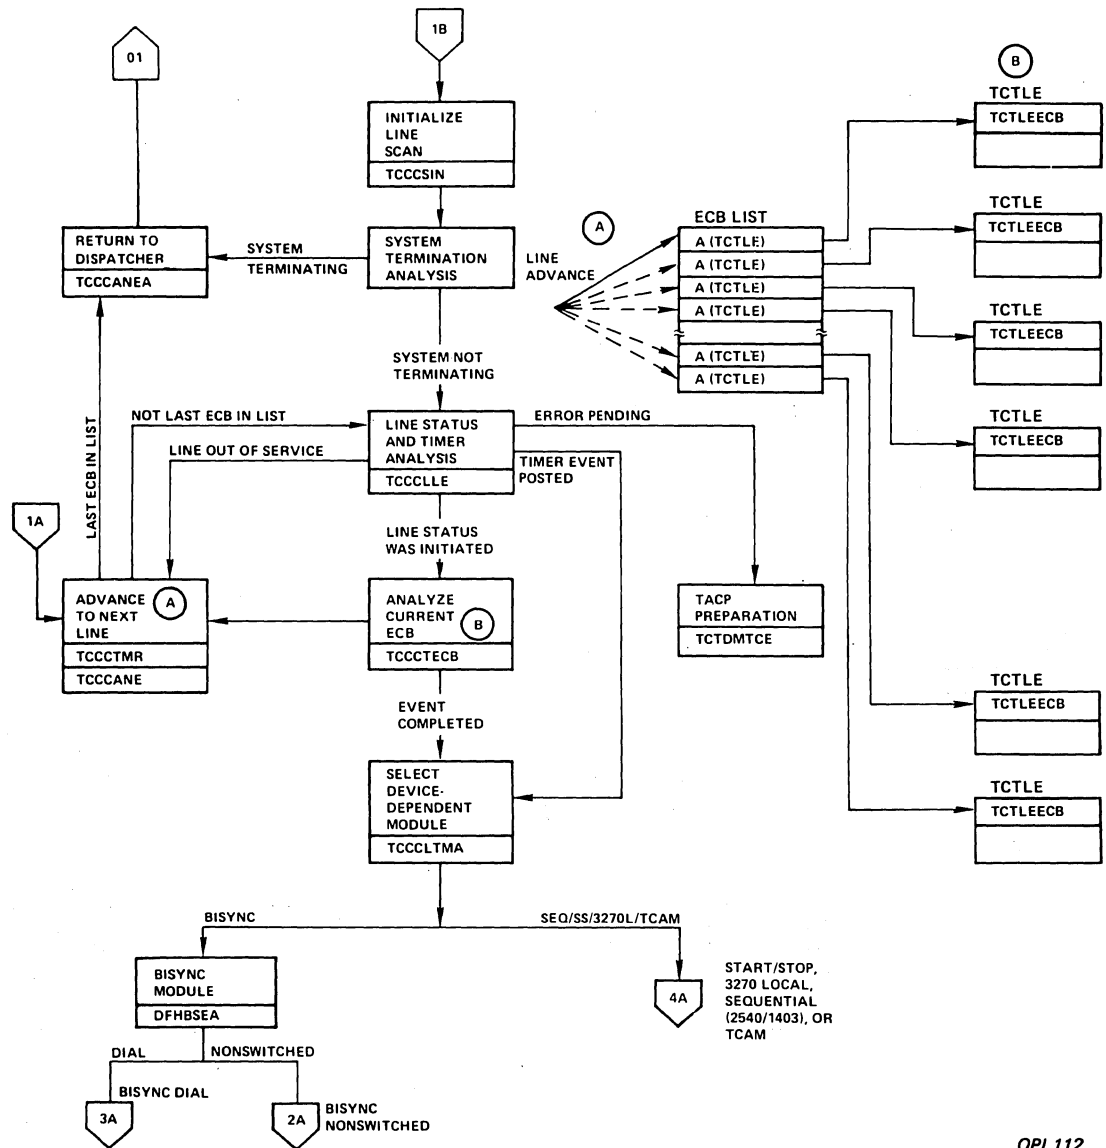 01
1B
B
TCTLE
TCTLEECB
INITIALIZE
LINE
SCAN
TCCCSIN
RETURN TO
DISPATCHER
TCCCANEA
SYSTEM
TERMINATING
SYSTEM
TERMINATION
ANALYSIS
LINE
ADVANCE
A
ECB LIST
A (TCTLE)
A (TCTLE)
A (TCTLE)
A (TCTLE)
A (TCTLE)
A (TCTLE)
TCTLE
TCTLEECB
TCTLE
TCTLEECB
TCTLE
TCTLEECB
SYSTEM NOT
TERMINATING
LAST ECB IN LIST
NOT LAST ECB IN LIST
LINE OUT OF SERVICE
LINE STATUS
AND TIMER
ANALYSIS
TCCCLLE
ERROR PENDING
TIMER EVENT
POSTED
1A
LINE STATUS
WAS INITIATED
ADVANCE
TO NEXT
LINE
A
TCCCTMR
TCCCANE
ANALYZE
CURRENT
ECB
B
TCCCTECB
TACP
PREPARATION
TCTDMTCE
TCTLE
TCTLEECB
EVENT
COMPLETED
SELECT
DEVICE-
DEPENDENT
MODULE
TCCCLTMA
TCTLE
TCTLEECB
BISYNC
SEQ/SS/3270L/TCAM
BISYNC
MODULE
DFHBSEA
4A
START/STOP,
3270 LOCAL,
SEQUENTIAL
(2540/1403), OR
TCAM
DIAL
NONSWITCHED
BISYNC DIAL
3A
2A
BISYNC
NONSWITCHED
OPL112